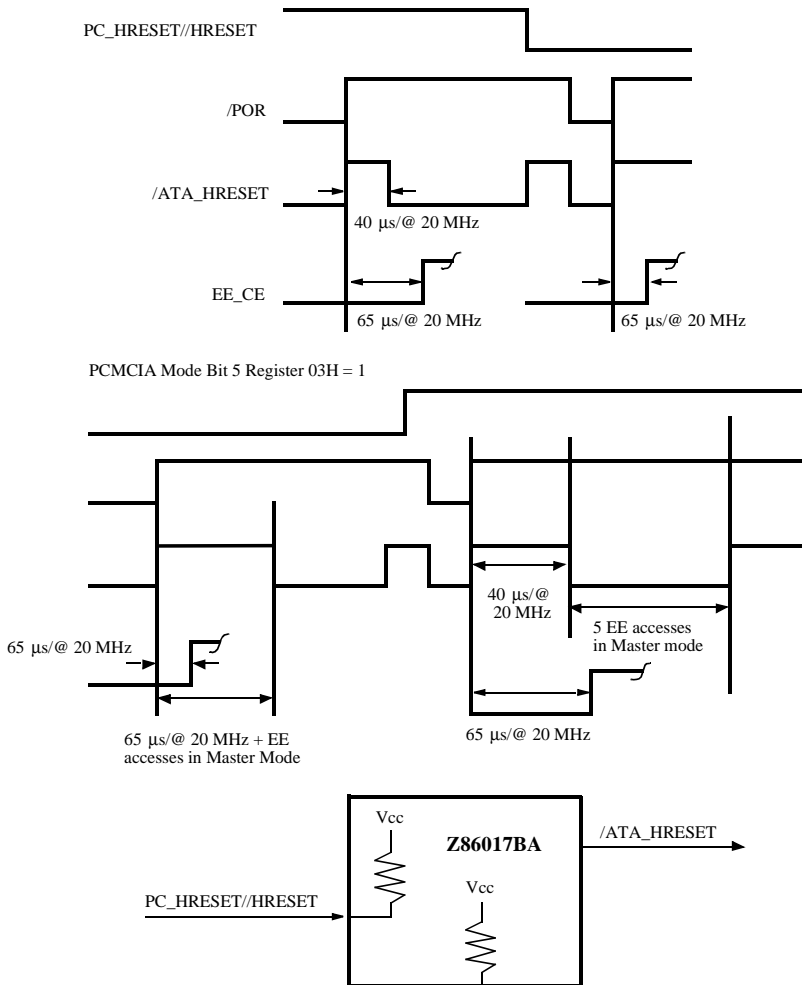 PC_HRESET//HRESET
/POR
/ATA_HRESET
40 µs/@ 20 MHz
EE_CE
65 µs/@ 20 MHz
65 µs/@ 20 MHz
PCMCIA Mode Bit 5 Register 03H = 1
40 µs/@
20 MHz
5 EE accesses
in Master mode
65 µs/@ 20 MHz
65 µs/@ 20 MHz
65 µs/@ 20 MHz + EE
accesses in Master Mode
Vcc
Z86017BA
/ATA_HRESET
Vcc
PC_HRESET//HRESET